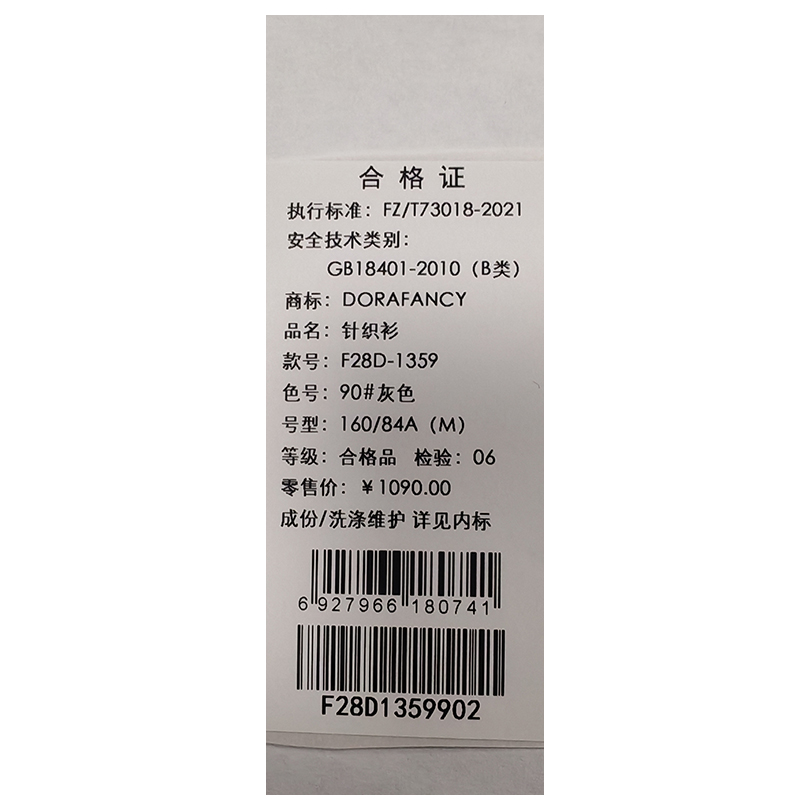 合格证
执行标准：FZ/T73018-2021
安全技术类别：
GB18401-2010（B类）
商标：DORAFANCY
品名：针织衫
款号：F28D-1359
色号：90#灰色
号型：160/84A（M）
等级：合格品 检验：06
零售价：￥1090.00
成份/洗涤维护 详见内标
6 927966 180741
F28D1359902